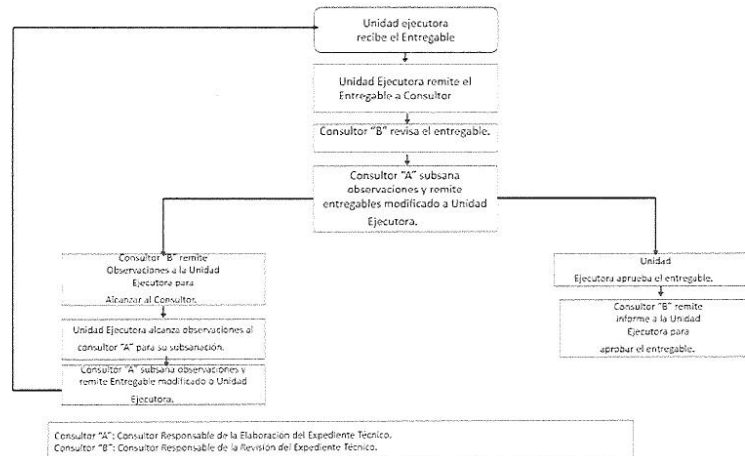 Unidad ejecutora
recibe el Entregable
Unidad Ejecutora remite el
Entregable a Consultor
Consultor "B" revisa el entregable.
Consultor "A" subsana
observaciones y remite
entregables modificado a Unidad
Ejecutora.
Consultor "B" remite
Observaciones a la Unidad
Ejecutora para
Alcanzar al Consultor.
Unidad Ejecutora alcanza observaciones al
consultor "A" para su subsanación.
Consultor "A" subsana observaciones y
remite Entregable modificado a Unidad
Ejecutora.
Unidad
Ejecutora aprueba el entregable.
Consultor "B" remite
informe a la Unidad
Ejecutora para
aprobar el entregable.
Consultor "A": Consultor Responsable de la Elaboración del Expediente Técnico.
Consultor "B": Consultor Responsable de la Revisión del Expediente Técnico.